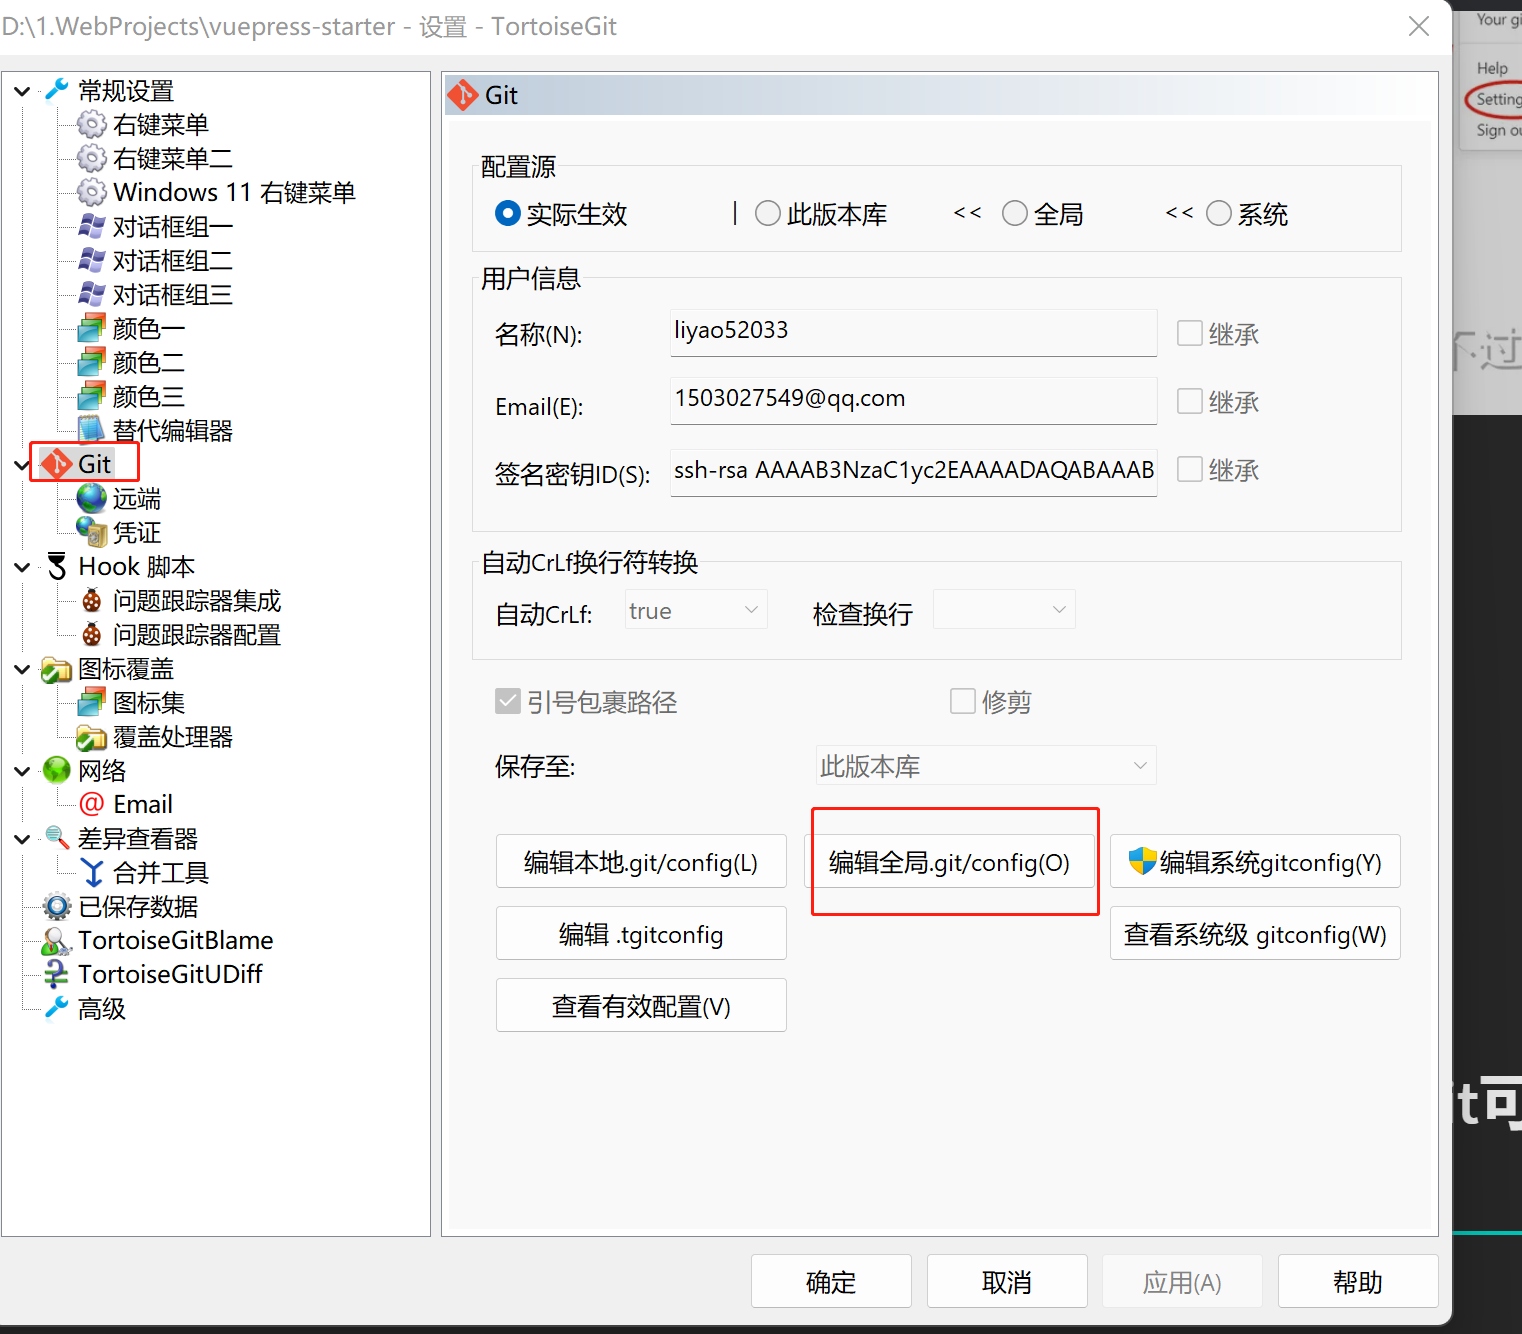 D:\1.WebProjects\vuepress-starter - 设置 - TortoiseGit
常规设置
右键菜单
右键菜单二
Windows 11 右键菜单
对话框组一
对话框组二
对话框组三
颜色一
颜色二
颜色三
替代编辑器
Git
远端
凭证
Hook 脚本
问题跟踪器集成
问题跟踪器配置
图标覆盖
图标集
覆盖处理器
网络
Email
差异查看器
合并工具
已保存数据
TortoiseGitBlame
TortoiseGitUDiff
高级
Git
配置源
实际生效 | 此版本库 << 全局 << 系统
用户信息
名称(N): liyao52033 继承
Email(E): 1503027549@qq.com 继承
签名密钥ID(S): ssh-rsa AAAAB3NzaC1yc2EAAAADAQABAAAB 继承
自动CrLf换行符转换
自动CrLf: true 检查换行
引号包裹路径 修剪
保存至: 此版本库
编辑本地.git/config(L) 编辑全局.git/config(O) 编辑系统gitconfig(Y)
编辑 .tgitconfig 查看系统级 gitconfig(W)
查看有效配置(V)
确定 取消 应用(A) 帮助
Your gi
Help
Setting
Sign ou
过
it可